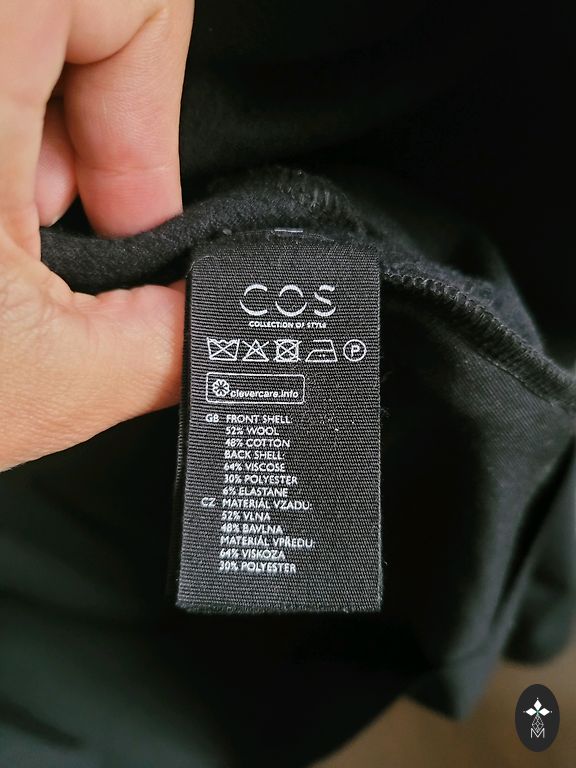 COS
COLLECTION OF STYLE
P
clevercare.info
GB FRONT SHELL:
52% WOOL
48% COTTON
BACK SHELL:
64% VISCOSE
30% POLYESTER
6% ELASTANE
CZ MATERIÁL VZADU:
52% VLNA
48% BAVLNA
MATERIÁL VPŘEDU:
64% VISKÓZA
30% POLYESTER
M